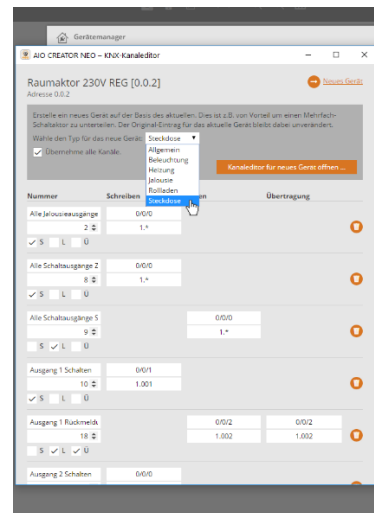 Gerätemanager
AIO CREATOR NEO – KNX-Kanaleditor
Raumaktor 230V REG [0.0.2]
Neues Gerät
Adresse 0.0.2
Erstelle ein neues Gerät auf der Basis des aktuellen. Dies ist z.B. von Vorteil um einen Mehrfach-
Schaltaktor zu unterteilen. Der Original-Eintrag für das aktuelle Gerät bleibt dabei unverändert.
Wähle den Typ für das neue Gerät: Steckdose
Übernehme alle Kanäle.
Allgemein
Beleuchtung
Heizung
Jalousie
Rollladen
Steckdose
Kanaleditor für neues Gerät öffnen ...
Nummer Schreiben en Übertragung
Alle Jalousieausgänge 0/0/0
2 1.*
S L Ü
Alle Schaltausgänge Z 0/0/0
8 1.*
S L Ü
Alle Schaltausgänge S 0/0/0
9 1.*
S L Ü
Ausgang 1 Schalten 0/0/1
10 1.001
S L Ü
Ausgang 1 Rückmeldu 0/0/2 0/0/2
18 1.002 1.002
S L Ü
Ausgang 2 Schalten 0/0/0